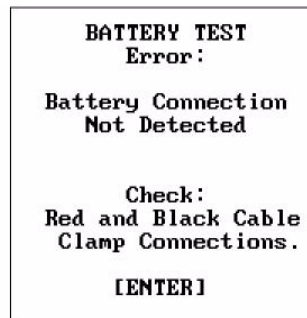 BATTERY TEST
Error:
Battery Connection
Not Detected
Check:
Red and Black Cable
Clamp Connections.
[ENTER]